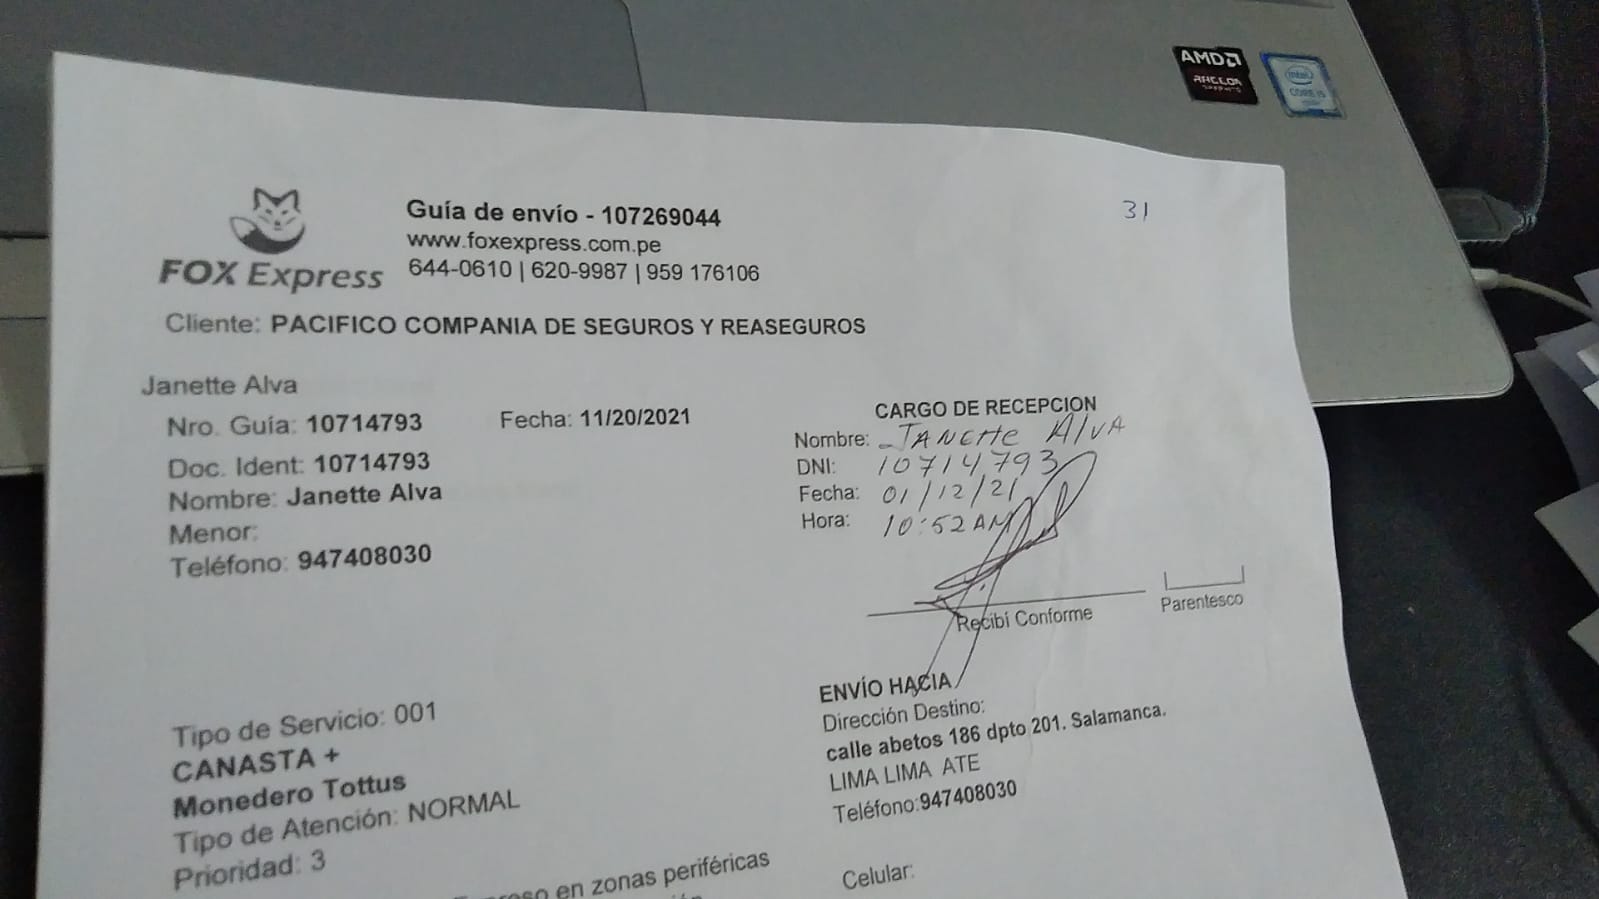 AMD
RADEON
GRAPHICS
intel
CORE i5
31
Guía de envío - 107269044
www.foxexpress.com.pe
644-0610 | 620-9987 | 959 176106
FOX Express
Cliente: PACIFICO COMPANIA DE SEGUROS Y REASEGUROS
Janette Alva
Nro. Guía: 10714793
Fecha: 11/20/2021
Doc. Ident: 10714793
Nombre: Janette Alva
Menor:
Teléfono: 947408030
CARGO DE RECEPCION
Nombre: JANETTE ALVA
DNI: 10714793
Fecha: 01/12/21
Hora: 10:52 AM
Recibí Conforme
Parentesco
Tipo de Servicio: 001
CANASTA +
Monedero Tottus
Tipo de Atención: NORMAL
Prioridad: 3
ENVÍO HACIA
Dirección Destino:
calle abetos 186 dpto 201. Salamanca.
LIMA LIMA ATE
Teléfono:947408030
Celular:
en zonas periféricas